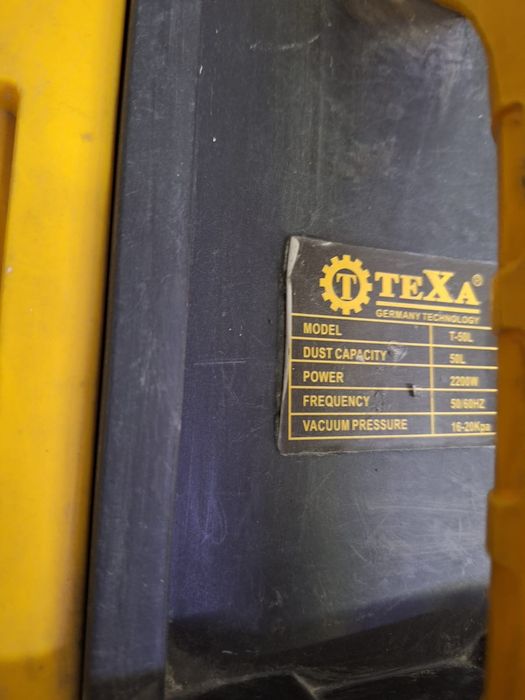 T TEXA®
GERMANY TECHNOLOGY
MODEL T-50L
DUST CAPACITY 50L
POWER 2200W
FREQUENCY 50/60HZ
VACUUM PRESSURE 16-20Kpa